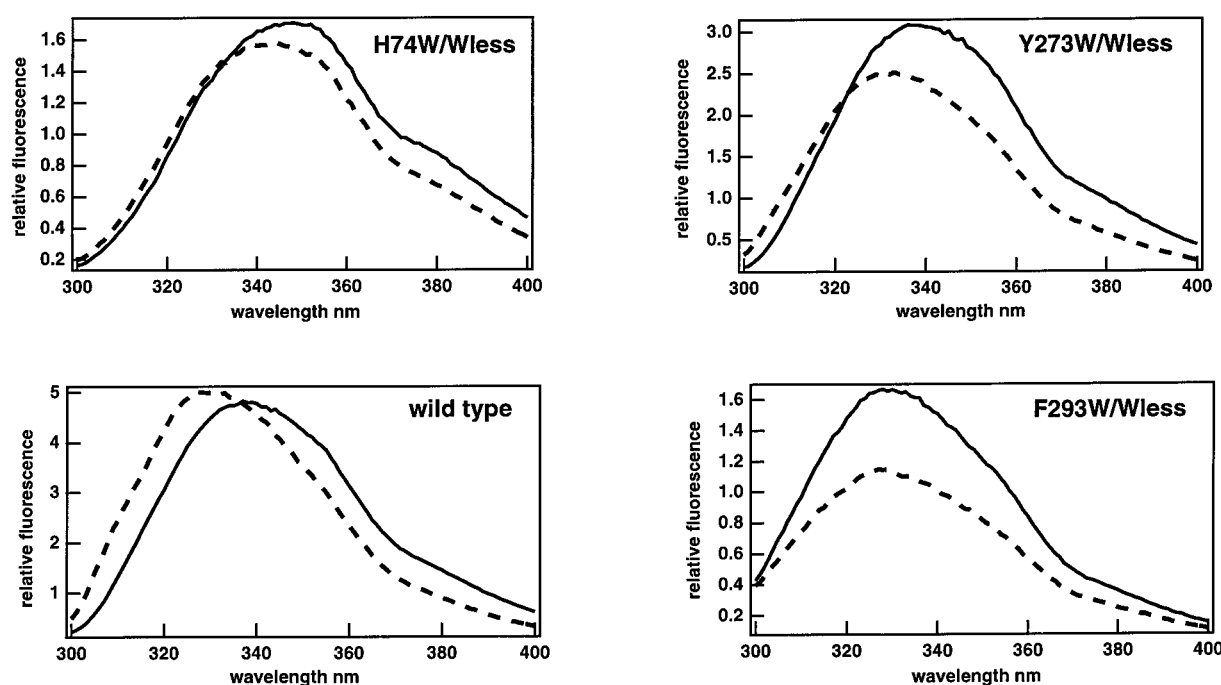 H74W/Wless
relative fluorescence
1.6
1.4
1.2
1.0
0.8
0.6
0.4
0.2
300 320 340 360 380 400
wavelength nm
Y273W/Wless
relative fluorescence
3.0
2.5
2.0
1.5
1.0
0.5
300 320 340 360 380 400
wavelength nm
wild type
relative fluorescence
5
4
3
2
1
300 320 340 360 380 400
wavelength nm
F293W/Wless
relative fluorescence
1.6
1.4
1.2
1.0
0.8
0.6
0.4
0.2
300 320 340 360 380 400
wavelength nm